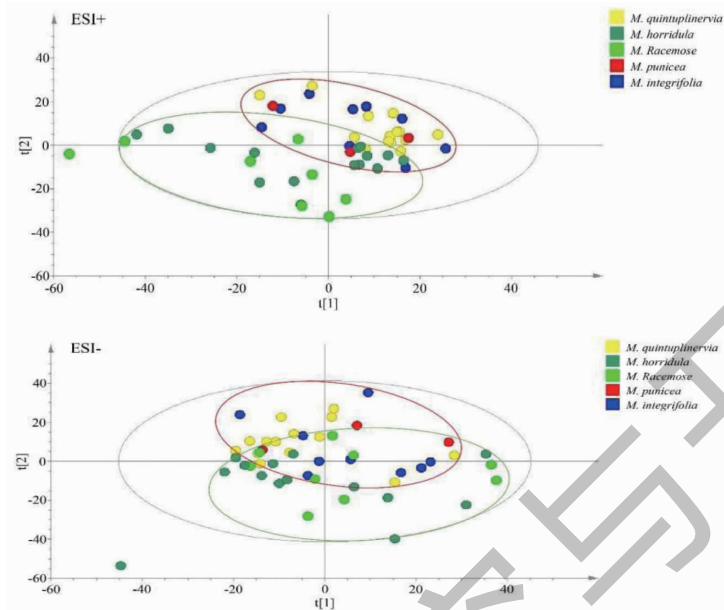 ESI+
M. quintuplinervia
M. horridula
M. Racemose
M. punicea
M. integrifolia
t[2]
40
20
0
-20
-40
-60
-60
-40
-20
0
20
40
t[1]
ESI-
M. quintuplinervia
M. horridula
M. Racemose
M. punicea
M. integrifolia
t[2]
60
40
20
0
-20
-40
-60
-60
-40
-20
0
20
40
t[1]
与